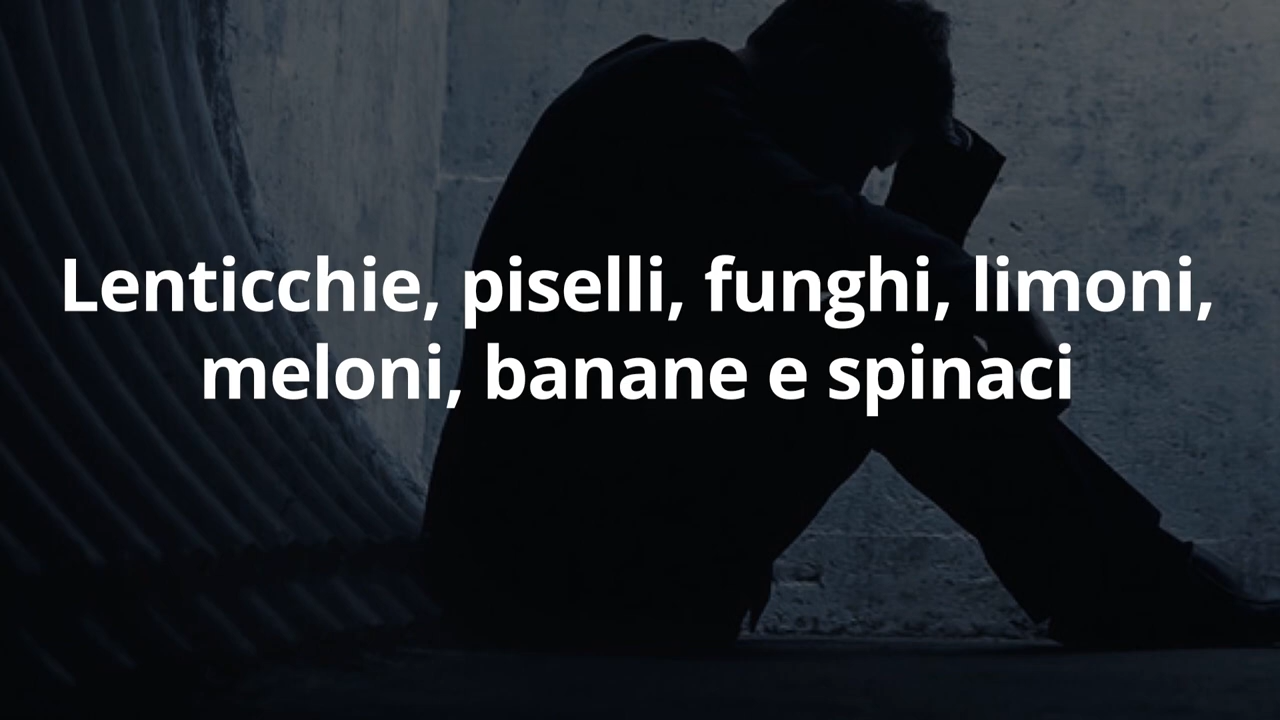 Lenticchie, piselli, funghi, limoni,
meloni, banane e spinaci